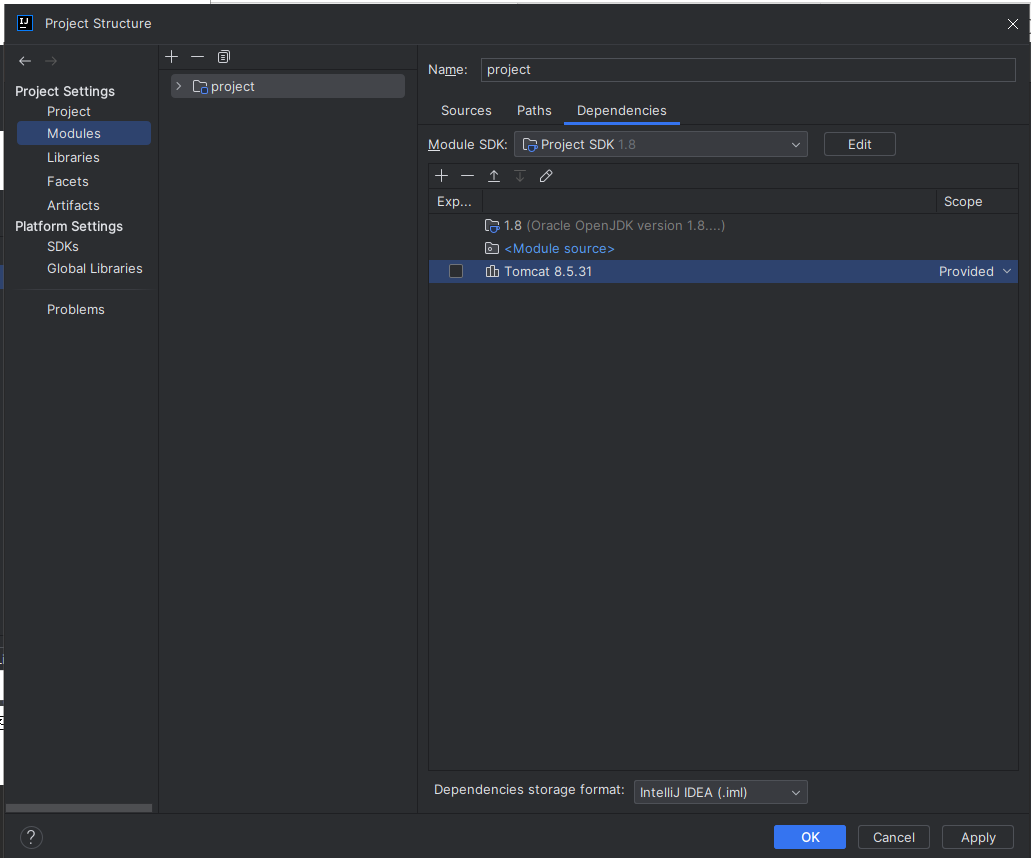 Project Structure
Project Settings
Project
Modules
Libraries
Facets
Artifacts
Platform Settings
SDKs
Global Libraries
Problems
project
Name: project
Sources Paths Dependencies
Module SDK: Project SDK 1.8 Edit
Exp... Scope
1.8 (Oracle OpenJDK version 1.8....)
<Module source>
Tomcat 8.5.31 Provided
Dependencies storage format: IntelliJ IDEA (.iml)
? OK Cancel Apply